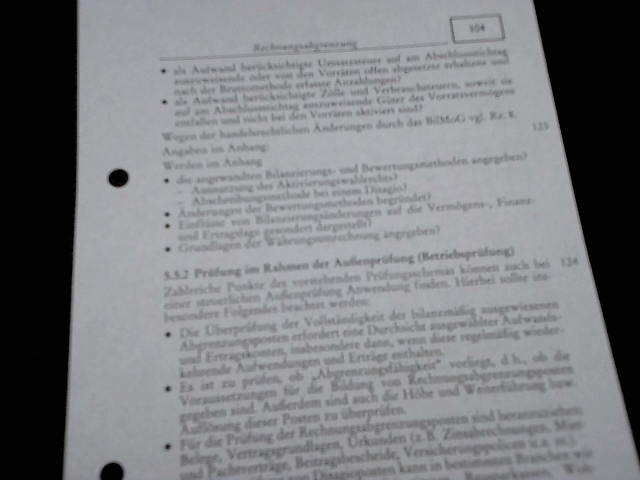 Rechnungsabgrenzung
104
• als Aufwand berücksichtigte Umsatzsteuer auf am Abschlussstichtag
auszuweisende oder von den Vorräten offen abgesetzte erhaltene und
nach der Bruttomethode erfasste Anzahlungen?
• als Aufwand berücksichtigte Zölle und Verbrauchsteuern, soweit sie
auf am Abschlussstichtag auszuweisende Güter des Vorratsvermögens
entfallen und nicht bei den Vorräten aktiviert sind?
Wegen der handelsrechtlichen Änderungen durch das BilMoG vgl. Rz. 8.
Angaben im Anhang:
123
Werden im Anhang
• die angewandten Bilanzierungs- und Bewertungsmethoden angegeben?
– Ausnutzung des Aktivierungswahlrechts?
– Abschreibungsmethode bei einem Disagio?
• Änderungen der Bewertungsmethoden begründet?
• Einflüsse von Bilanzierungsänderungen auf die Vermögens-, Finanz-
und Ertragslage gesondert dargestellt?
• Grundlagen der Währungsumrechnung angegeben?
5.5.2 Prüfung im Rahmen der Außenprüfung (Betriebsprüfung)
Zahlreiche Punkte des vorstehenden Prüfungsschemas können auch bei 124
einer steuerlichen Außenprüfung Anwendung finden. Hierbei sollte ins-
besondere Folgendes beachtet werden:
• Die Überprüfung der Vollständigkeit der bilanzmäßig ausgewiesenen
Abgrenzungsposten erfordert eine Durchsicht ausgewählter Aufwands-
und Ertragskonten, insbesondere dann, wenn diese regelmäßig wieder-
kehrende Aufwendungen und Erträge enthalten.
• Es ist zu prüfen, ob „Abgrenzungsfähigkeit“ vorliegt, d.h., ob die
Voraussetzungen für die Bildung von Rechnungsabgrenzungsposten
gegeben sind. Außerdem sind auch die Höhe und Weiterführung bzw.
Auflösung dieser Posten zu überprüfen.
• Für die Prüfung der Rechnungsabgrenzungsposten sind heranzuziehen:
Belege, Vertragsgrundlagen, Urkunden (z.B. Zinsabrechnungen, Miet-
und Pachtverträge, Beitragsbescheide, Versicherungspolicen u.a.m.).
von Disagioposten kann in bestimmten Branchen wie